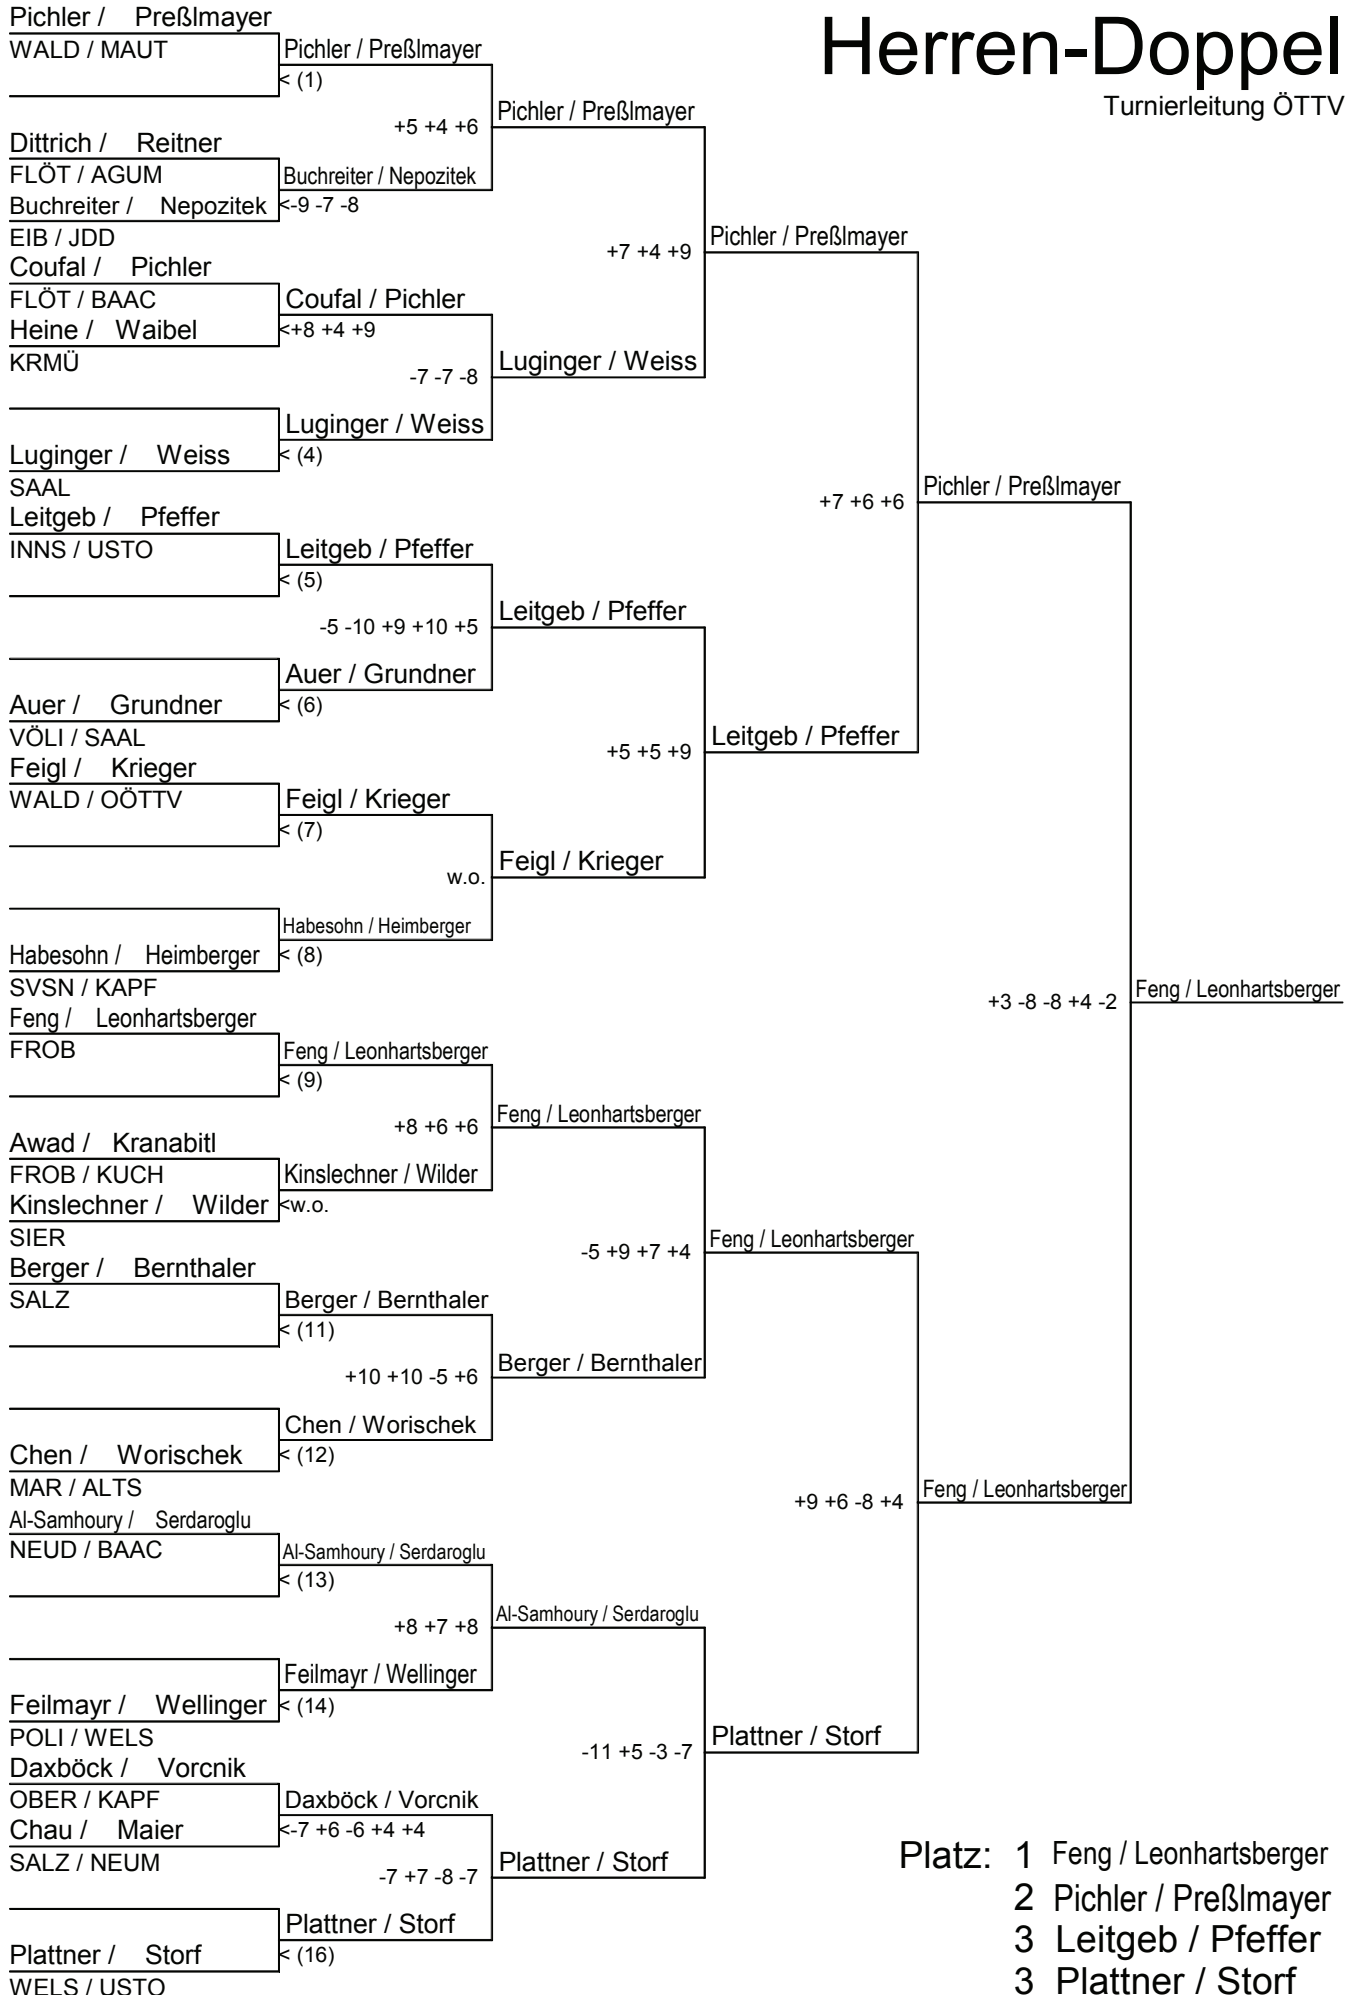 Herren-Doppel
Turnierleitung ÖTTV
Pichler / Preßlmayer
WALD / MAUT
Dittrich / Reitner
FLÖT / AGUM
Buchreiter / Nepozitek
EIB / JDD
Coufal / Pichler
FLÖT / BAAC
Heine / Waibel
KRMÜ
Luginger / Weiss
SAAL
Leitgeb / Pfeffer
INNS / USTO
Auer / Grundner
VÖLI / SAAL
Feigl / Krieger
WALD / OÖTTV
Habesohn / Heimberger
SVSN / KAPF
Feng / Leonhartsberger
FROB
Awad / Kranabitl
FROB / KUCH
Kinslechner / Wilder
SIER
Berger / Bernthaler
SALZ
Chen / Worischek
MAR / ALTS
Al-Samhoury / Serdaroglu
NEUD / BAAC
Feilmayr / Wellinger
POLI / WELS
Daxböck / Vorcnik
OBER / KAPF
Chau / Maier
SALZ / NEUM
Plattner / Storf
WELS / USTO
Pichler / Preßlmayer
< (1)
Buchreiter / Nepozitek
<-9 -7 -8
Coufal / Pichler
<+8 +4 +9
Luginger / Weiss
< (4)
Leitgeb / Pfeffer
< (5)
Auer / Grundner
< (6)
Feigl / Krieger
< (7)
Habesohn / Heimberger
< (8)
Feng / Leonhartsberger
< (9)
Kinslechner / Wilder
<w.o.
Berger / Bernthaler
< (11)
Chen / Worischek
< (12)
Al-Samhoury / Serdaroglu
< (13)
Feilmayr / Wellinger
< (14)
Daxböck / Vorcnik
<-7 +6 -6 +4 +4
Plattner / Storf
< (16)
Pichler / Preßlmayer
+5 +4 +6
Luginger / Weiss
-7 -7 -8
Leitgeb / Pfeffer
-5 -10 +9 +10 +5
Feigl / Krieger
w.o.
Feng / Leonhartsberger
+8 +6 +6
Berger / Bernthaler
+10 +10 -5 +6
Al-Samhoury / Serdaroglu
+8 +7 +8
Plattner / Storf
-7 +7 -8 -7
Pichler / Preßlmayer
+7 +4 +9
Leitgeb / Pfeffer
+5 +5 +9
Feng / Leonhartsberger
-5 +9 +7 +4
Plattner / Storf
-11 +5 -3 -7
Pichler / Preßlmayer
+7 +6 +6
Feng / Leonhartsberger
+9 +6 -8 +4
Feng / Leonhartsberger
+3 -8 -8 +4 -2
Platz: 1 Feng / Leonhartsberger
2 Pichler / Preßlmayer
3 Leitgeb / Pfeffer
3 Plattner / Storf